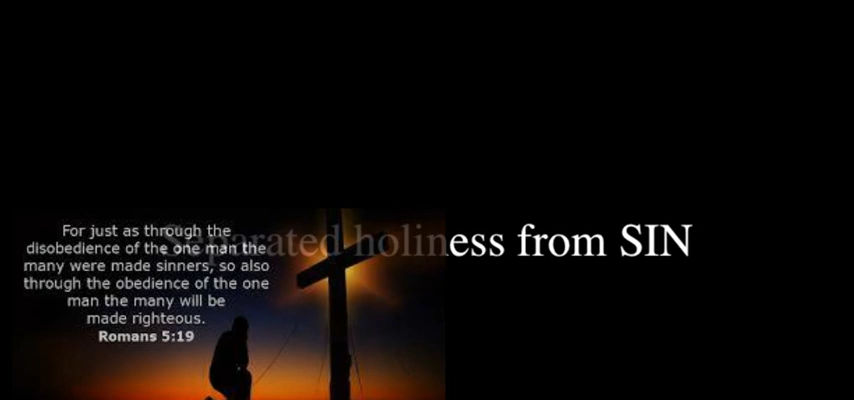 For just as through the
disobedience of the one man the
many were made sinners, so also
through the obedience of the one
man the many will be
made righteous.
Romans 5:19
Separated holiness from SIN